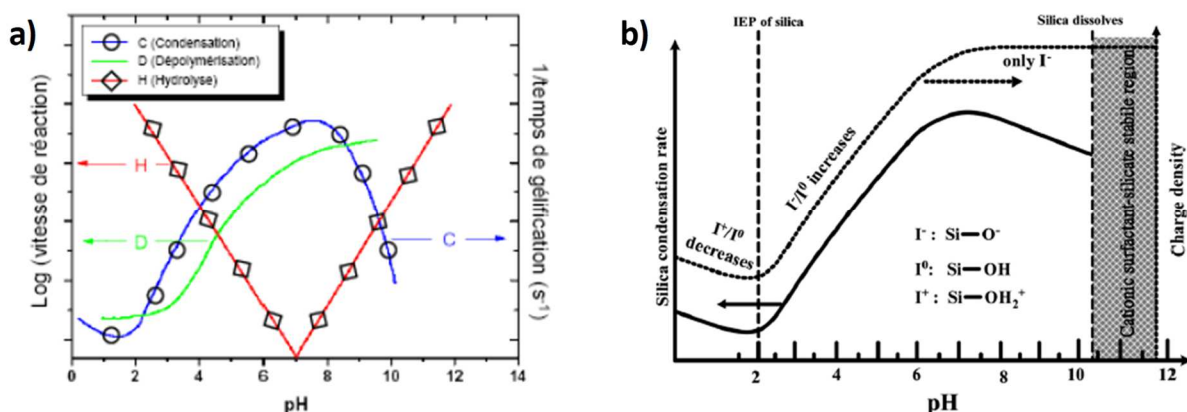 a)
C (Condensation)
D (Dépolymérisation)
H (Hydrolyse)
Log (vitesse de réaction)
1/temps de gélification (s⁻¹)
H
D
C
0 2 4 6 8 10 12 14
pH
b)
IEP of silica
Silica dissolves
only I⁻
I⁻/I⁰ increases
I⁺/I⁰
decreases
I⁻ : Si—O⁻
I⁰: Si—OH
I⁺ : Si—OH₂⁺
Silica condensation rate
Cationic surfactant-silicate stabile region
Charge density
2 4 6 8 10 12
pH